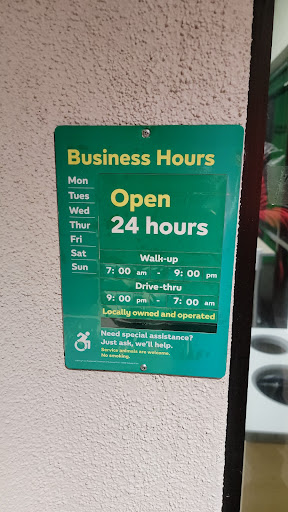 Business Hours
Mon
Tues
Wed
Thur
Fri
Sat
Sun
Open
24 hours
Walk-up
7: 00 am - 9: 00 pm
Drive-thru
9: 00 pm - 7: 00 am
Locally owned and operated
Need special assistance?
Just ask, we'll help.
Service animals are welcome.
No smoking.